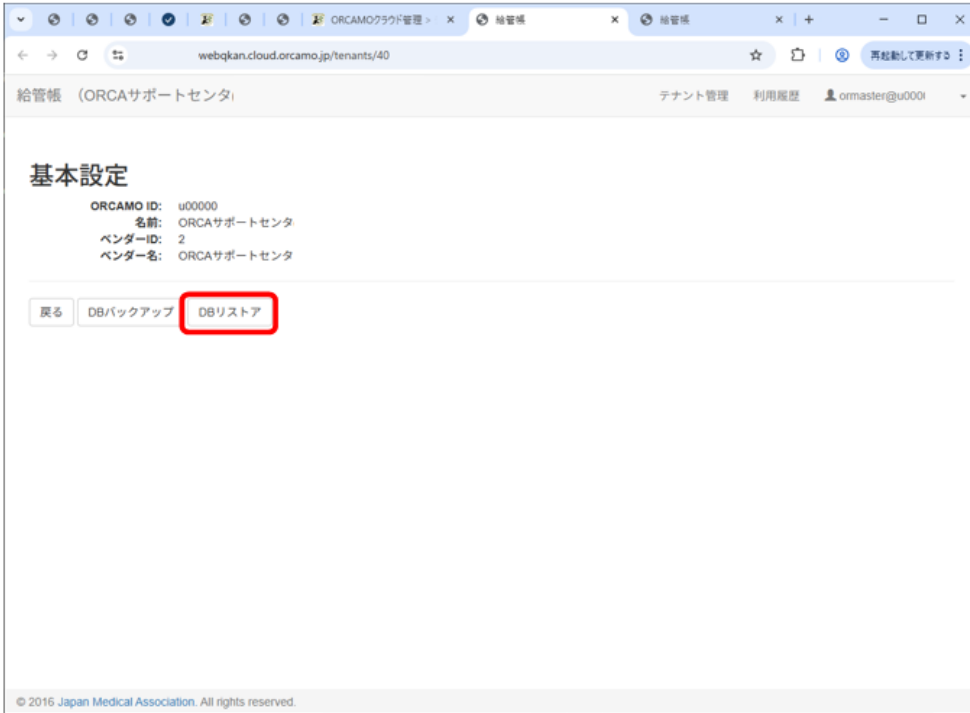 ORCAMOクラウド管理 >
給管帳
給管帳
webqkan.cloud.orcamo.jp/tenants/40
再起動して更新する
給管帳 （ORCAサポートセンタ
テナント管理 利用履歴 ormaster@u000
基本設定
ORCAMO ID: u00000
名前: ORCAサポートセンタ
ベンダーID: 2
ベンダー名: ORCAサポートセンタ
戻る DBバックアップ DBリストア
© 2016 Japan Medical Association. All rights reserved.